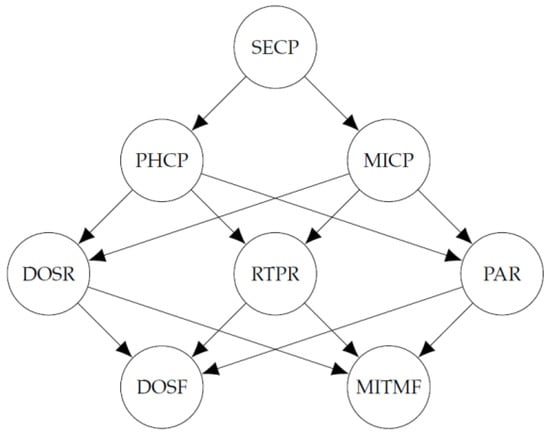 SECP
PHCP
MICP
DOSR
RTPR
PAR
DOSF
MITMF